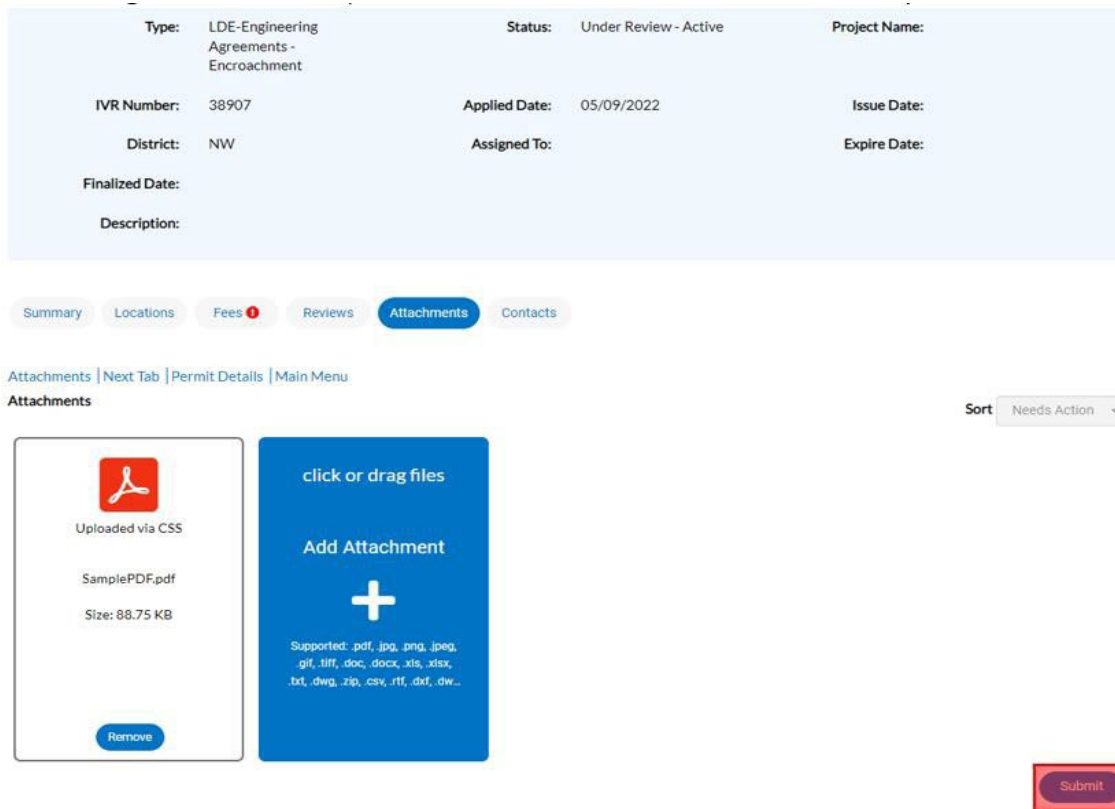 Type: LDE-Engineering Agreements - Encroachment
Status: Under Review - Active
Project Name:
IVR Number: 38907
Applied Date: 05/09/2022
Issue Date:
District: NW
Assigned To:
Expire Date:
Finalized Date:
Description:
Summary Locations Fees 1 Reviews Attachments Contacts
Attachments | Next Tab | Permit Details | Main Menu
Attachments
Sort Needs Action
Uploaded via CSS
SamplePDF.pdf
Size: 88.75 KB
Remove
click or drag files
Add Attachment
Supported: .pdf, .jpg, .png, .jpeg,
.gif, .tiff, .doc, .docx, .xls, .xlsx,
.txt, .dwg, .zip, .csv, .rtf, .dxf, .dw...
Submit